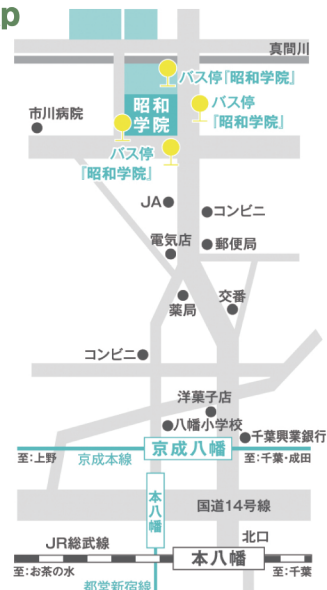 p
真間川
バス停『昭和学院』
昭和
学院
バス停
『昭和学院』
市川病院
バス停
『昭和学院』
JA
コンビニ
電気店
郵便局
薬局
交番
コンビニ
洋菓子店
八幡小学校
千葉興業銀行
京成八幡
至:上野
京成本線
至:千葉・成田
本八幡
国道14号線
北口
JR総武線
本八幡
至:お茶の水
至:千葉
都営新宿線